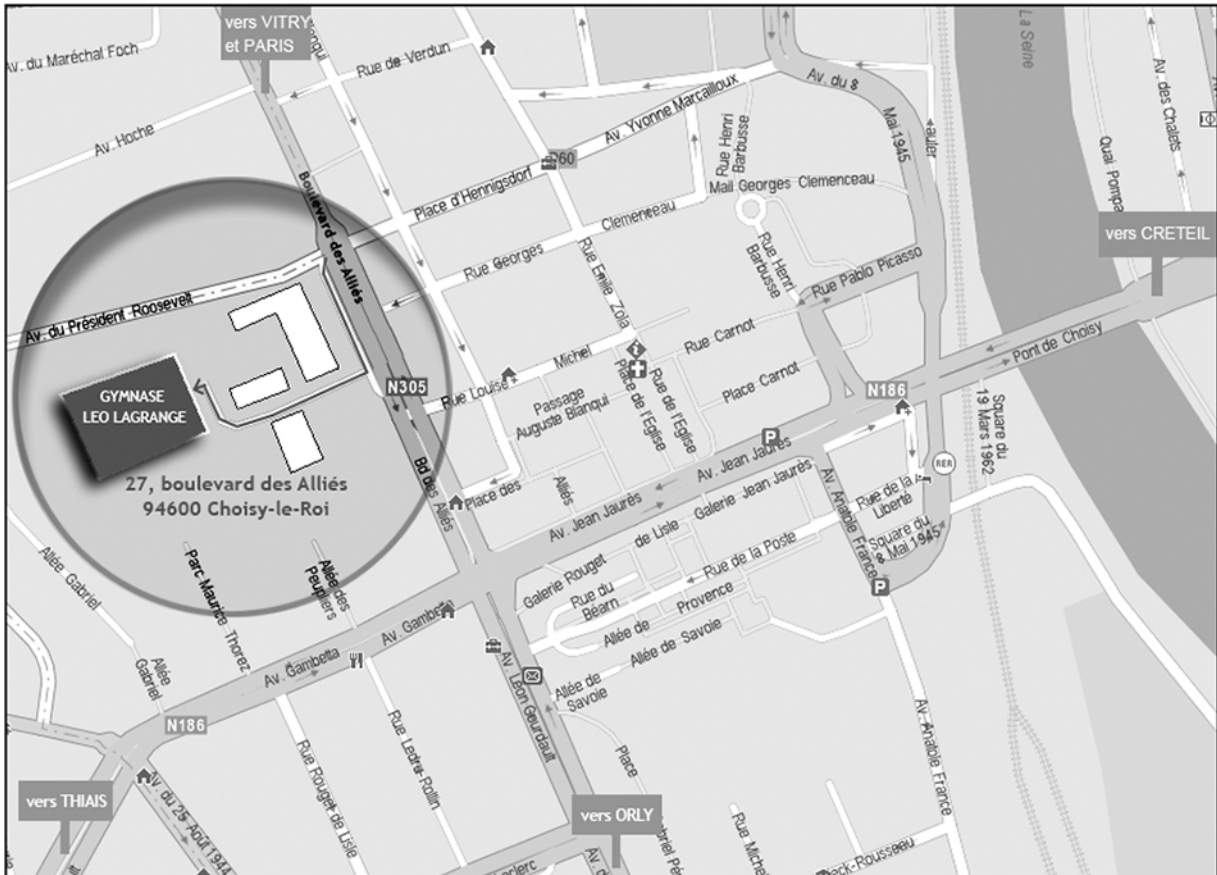 vers VITRY
et PARIS
La Seine
Av. du Maréchal Foch
Rue de Verdun
Av. Hoche
Av. Yvonne Marcailloux
Av. du 8
Mai 1945
Av. des Chalets
Quai Pompa
auler
Rue Henri
Barbusse
Place d'Hennigsdorf
Mail Georges Clemenceau
Boulevard des Alliés
Rue Georges
Clemenceau
vers CRETEIL
Rue Henri
Barbusse
Rue Pablo Picasso
Rue Emile Zola
Av. du Président Roosevelt
Pont de Choisy
Michel
Rue Carnot
GYMNASE
LEO LAGRANGE
N305
Rue Louise
Passage
Auguste Blanqui
Place de l'Eglise
Rue de l'Eglise
Place Carnot
N186
Square du
19 Mars 1962
27, boulevard des Alliés
94600 Choisy-le-Roi
Bd des Alliés
Place des
Alliés
P
Av. Jean Jaurès
Av. Jean Jaurès
RER
Galerie Jean Jaurès
de Lisle
Galerie Rouget
Av. Anatole France
Rue de la
Liberté
Square du
8 Mai 1945
Rue de la Poste
P
Allée Gabriel
Parc Maurice Thorez
Allée des
Peupliers
Rue du
Béarn
Provence
Allée de
Allée de Savoie
Av. Gambetta
Av. Gambetta
Allée
Gabriel
Av. Léon Gourdault
Allée de
Savoie
N186
Rue Ledru-Rollin
Rue Rouget de Lisle
Place
Av. Anatole France
vers THIAIS
Av. du 25 Août 1944
vers ORLY
Rue Michel
eck-Rousseau